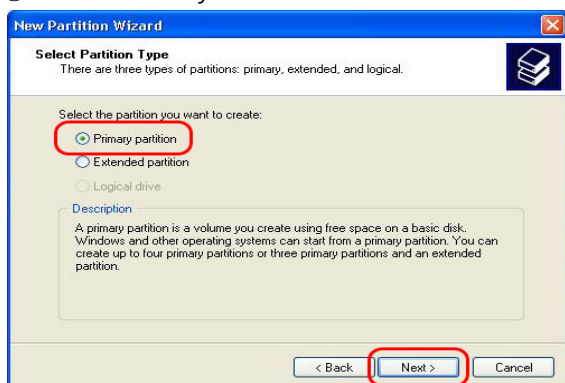 New Partition Wizard
Select Partition Type
There are three types of partitions: primary, extended, and logical.
Select the partition you want to create:
Primary partition
Extended partition
Logical drive
Description
A primary partition is a volume you create using free space on a basic disk.
Windows and other operating systems can start from a primary partition. You can
create up to four primary partitions or three primary partitions and an extended
partition.
< Back Next > Cancel